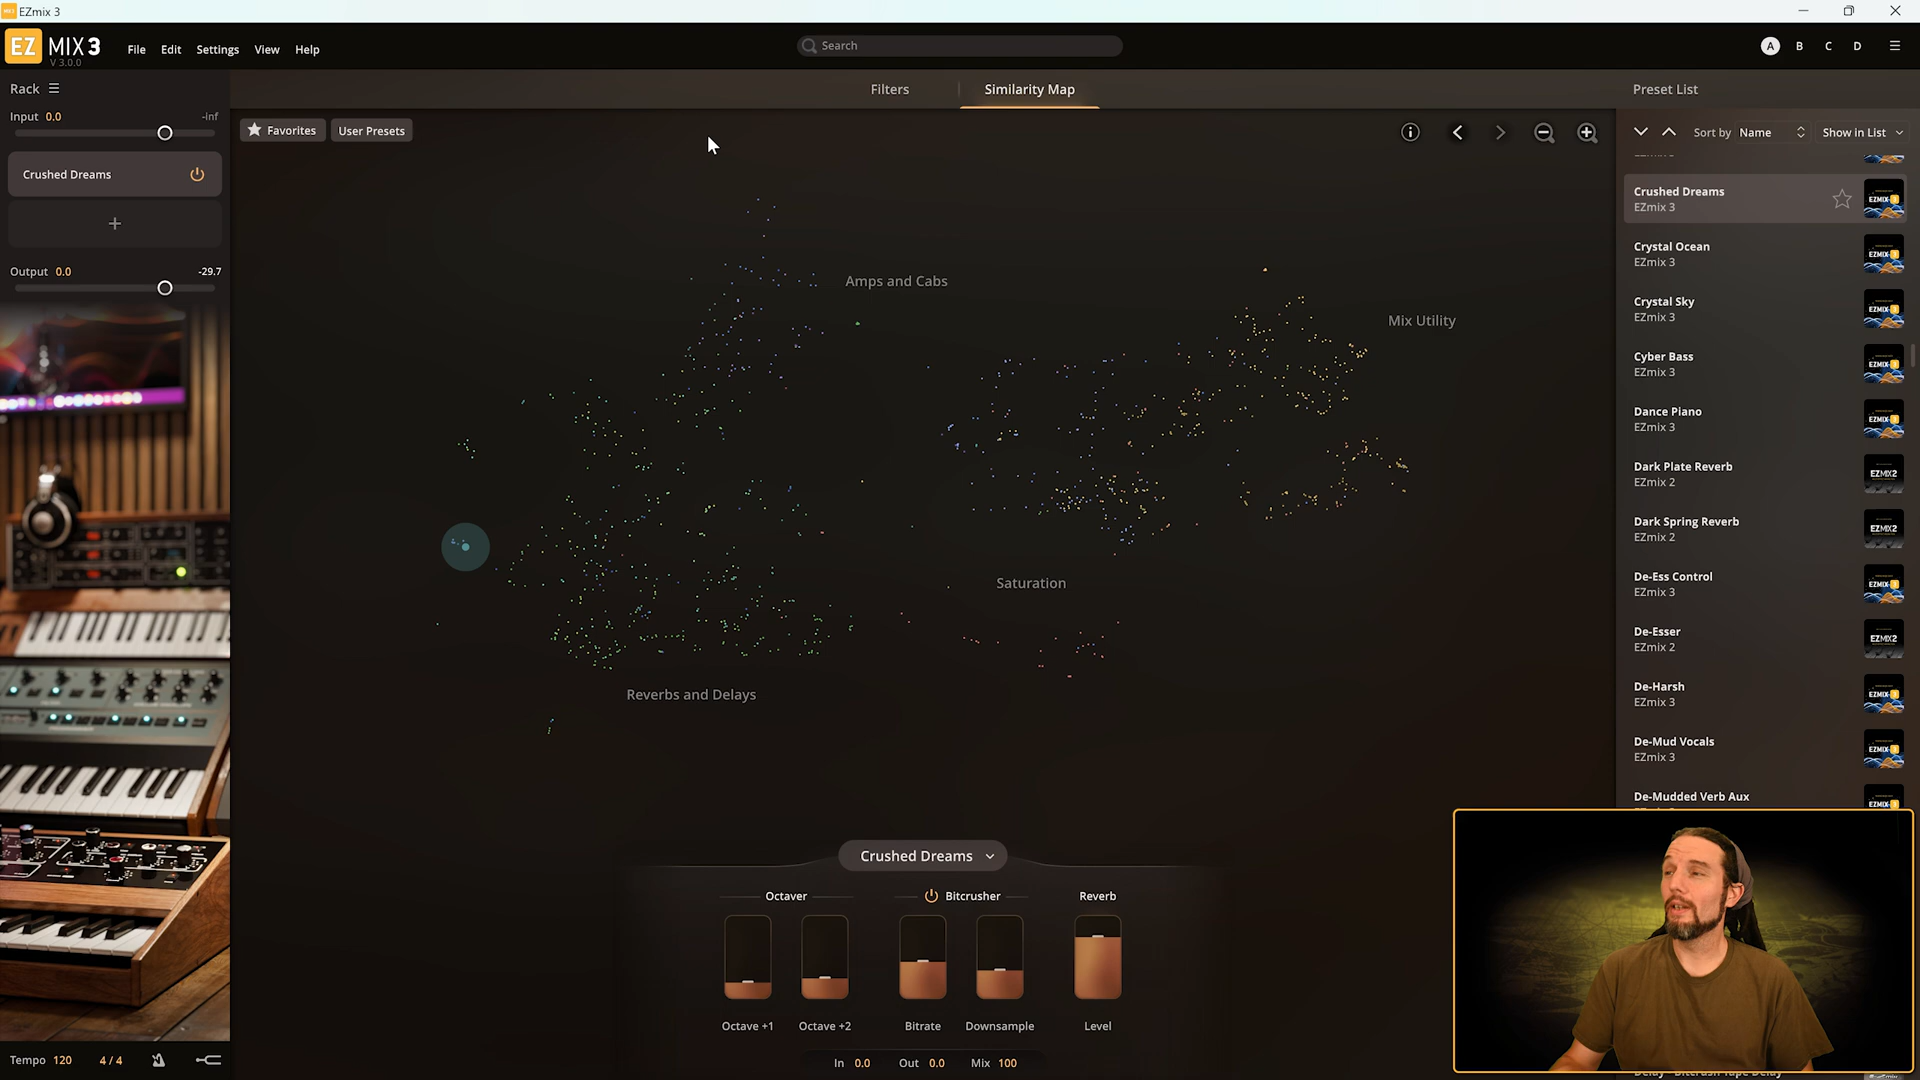 EZmix 3
EZ MIX 3
V 3.0.0
File Edit Settings View Help
Search
A B C D
Rack
Input 0.0 -inf
Crushed Dreams
+
Output 0.0 -29.7
Filters Similarity Map Preset List
Favorites User Presets
Sort by Name Show in List
Amps and Cabs
Mix Utility
Saturation
Reverbs and Delays
Crushed Dreams
EZmix 3
Crystal Ocean
EZmix 3
Crystal Sky
EZmix 3
Cyber Bass
EZmix 3
Dance Piano
EZmix 3
Dark Plate Reverb
EZmix 2
Dark Spring Reverb
EZmix 2
De-Ess Control
EZmix 3
De-Esser
EZmix 2
De-Harsh
EZmix 3
De-Mud Vocals
EZmix 3
De-Mudded Verb Aux
Crushed Dreams
Octaver Bitcrusher Reverb
Octave +1 Octave +2 Bitrate Downsample Level
In 0.0 Out 0.0 Mix 100
Tempo 120 4/4